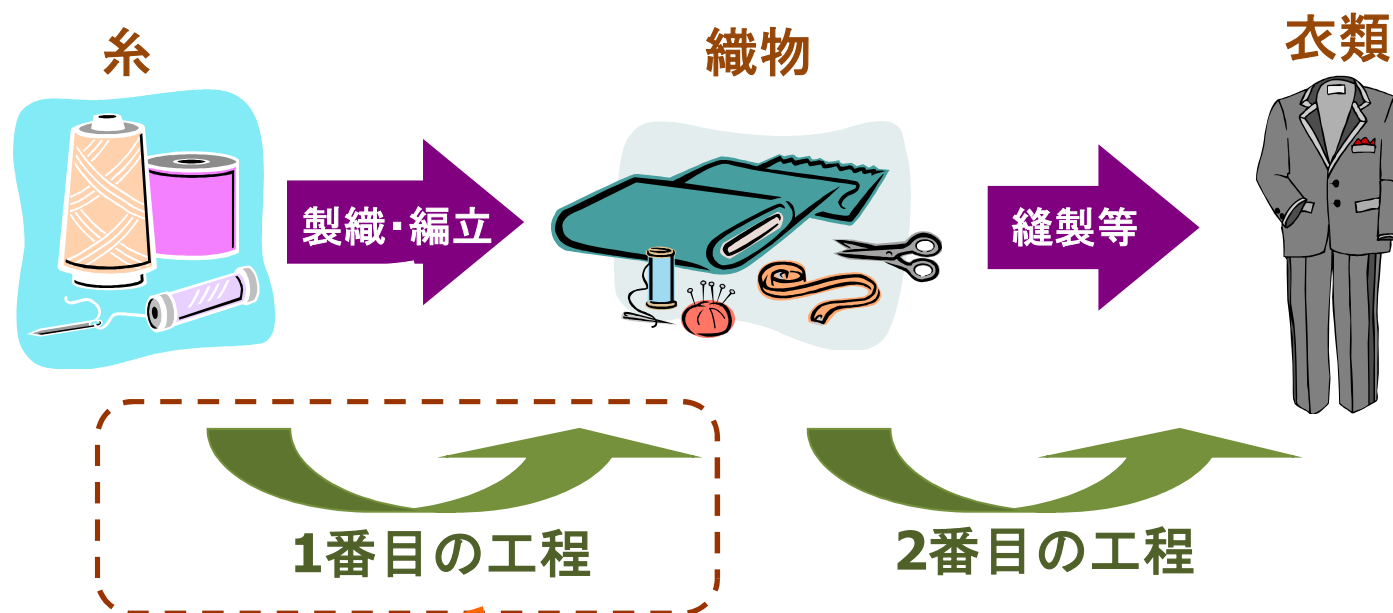 糸
織物
衣類
製織・編立
縫製等
1番目の工程
2番目の工程